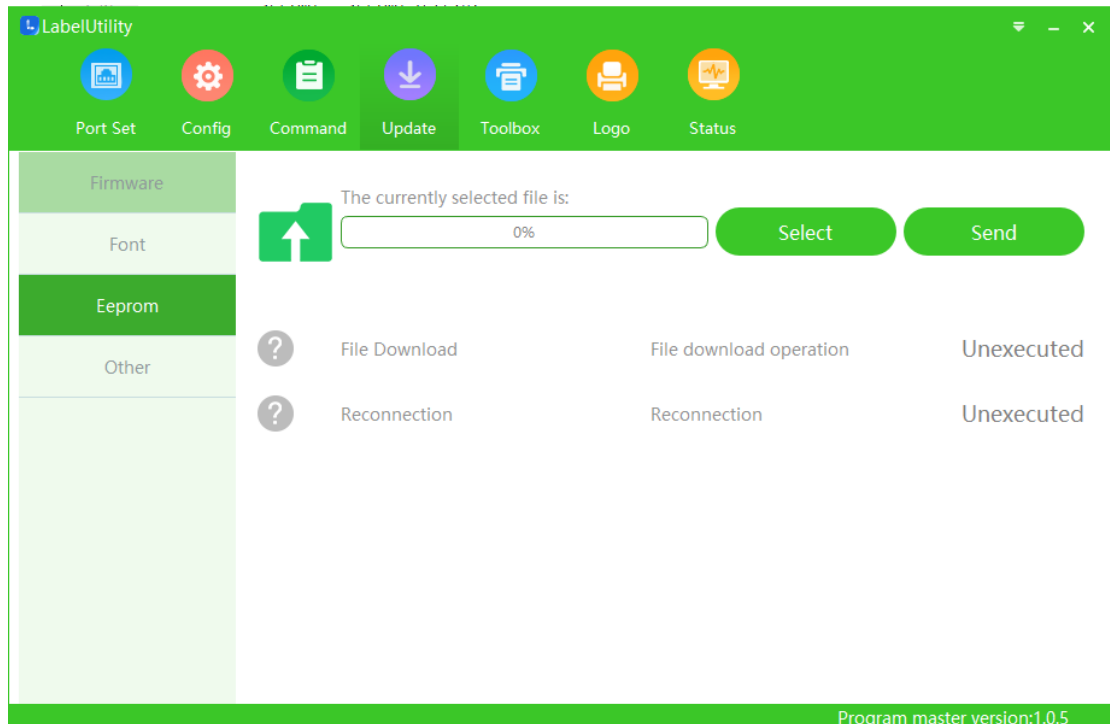 LabelUtility
Port Set Config Command Update Toolbox Logo Status
Firmware
Font
Eeprom
Other
The currently selected file is:
0%
Select
Send
File Download File download operation Unexecuted
Reconnection Reconnection Unexecuted
Program master version:1.0.5